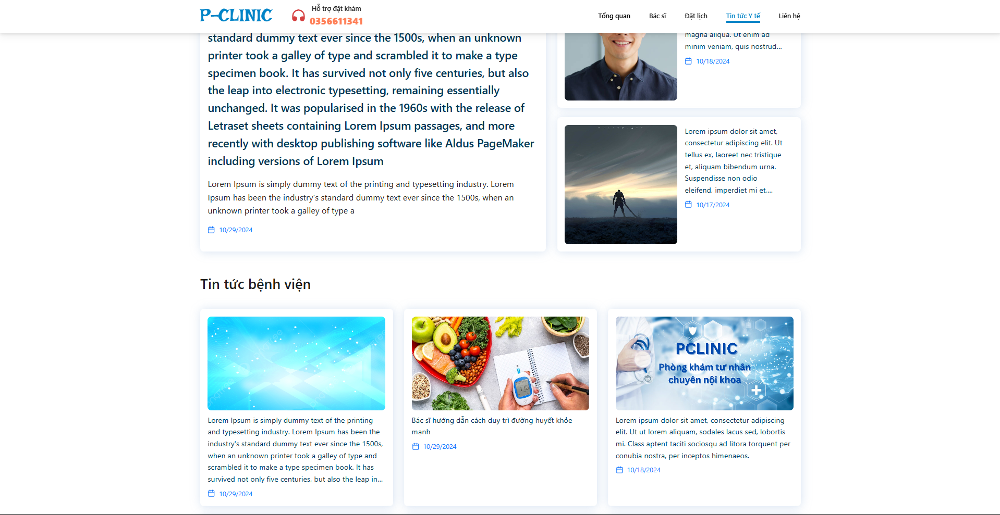 P-CLINIC
Hỗ trợ đặt khám
0356611341
Tổng quan
Bác sĩ
Đặt lịch
Tin tức Y tế
Liên hệ
standard dummy text ever since the 1500s, when an unknown
printer took a galley of type and scrambled it to make a type
specimen book. It has survived not only five centuries, but also
the leap into electronic typesetting, remaining essentially
unchanged. It was popularised in the 1960s with the release of
Letraset sheets containing Lorem Ipsum passages, and more
recently with desktop publishing software like Aldus PageMaker
including versions of Lorem Ipsum
Lorem Ipsum is simply dummy text of the printing and typesetting industry. Lorem
Ipsum has been the industry's standard dummy text ever since the 1500s, when an
unknown printer took a galley of type a
10/29/2024
magna aliqua. Ut enim ad
minim veniam, quis nostrud...
10/18/2024
Lorem ipsum dolor sit amet,
consectetur adipiscing elit. Ut
tellus ex, laoreet nec tristique
et, aliquam bibendum urna.
Suspendisse non odio
eleifend, imperdiet mi et,...
10/17/2024
Tin tức bệnh viện
Lorem Ipsum is simply dummy text of the printing
and typesetting industry. Lorem Ipsum has been the
industry's standard dummy text ever since the 1500s,
when an unknown printer took a galley of type and
scrambled it to make a type specimen book. It has
survived not only five centuries, but also the leap in...
10/29/2024
Bác sĩ hướng dẫn cách duy trì đường huyết khỏe
mạnh
10/29/2024
PCLINIC
Phòng khám tư nhân
chuyên nội khoa
Lorem ipsum dolor sit amet, consectetur adipiscing
elit. Ut ut lorem aliquam, sodales lacus sed, lobortis
mi. Class aptent taciti sociosqu ad litora torquent per
conubia nostra, per inceptos himenaeos.
10/18/2024